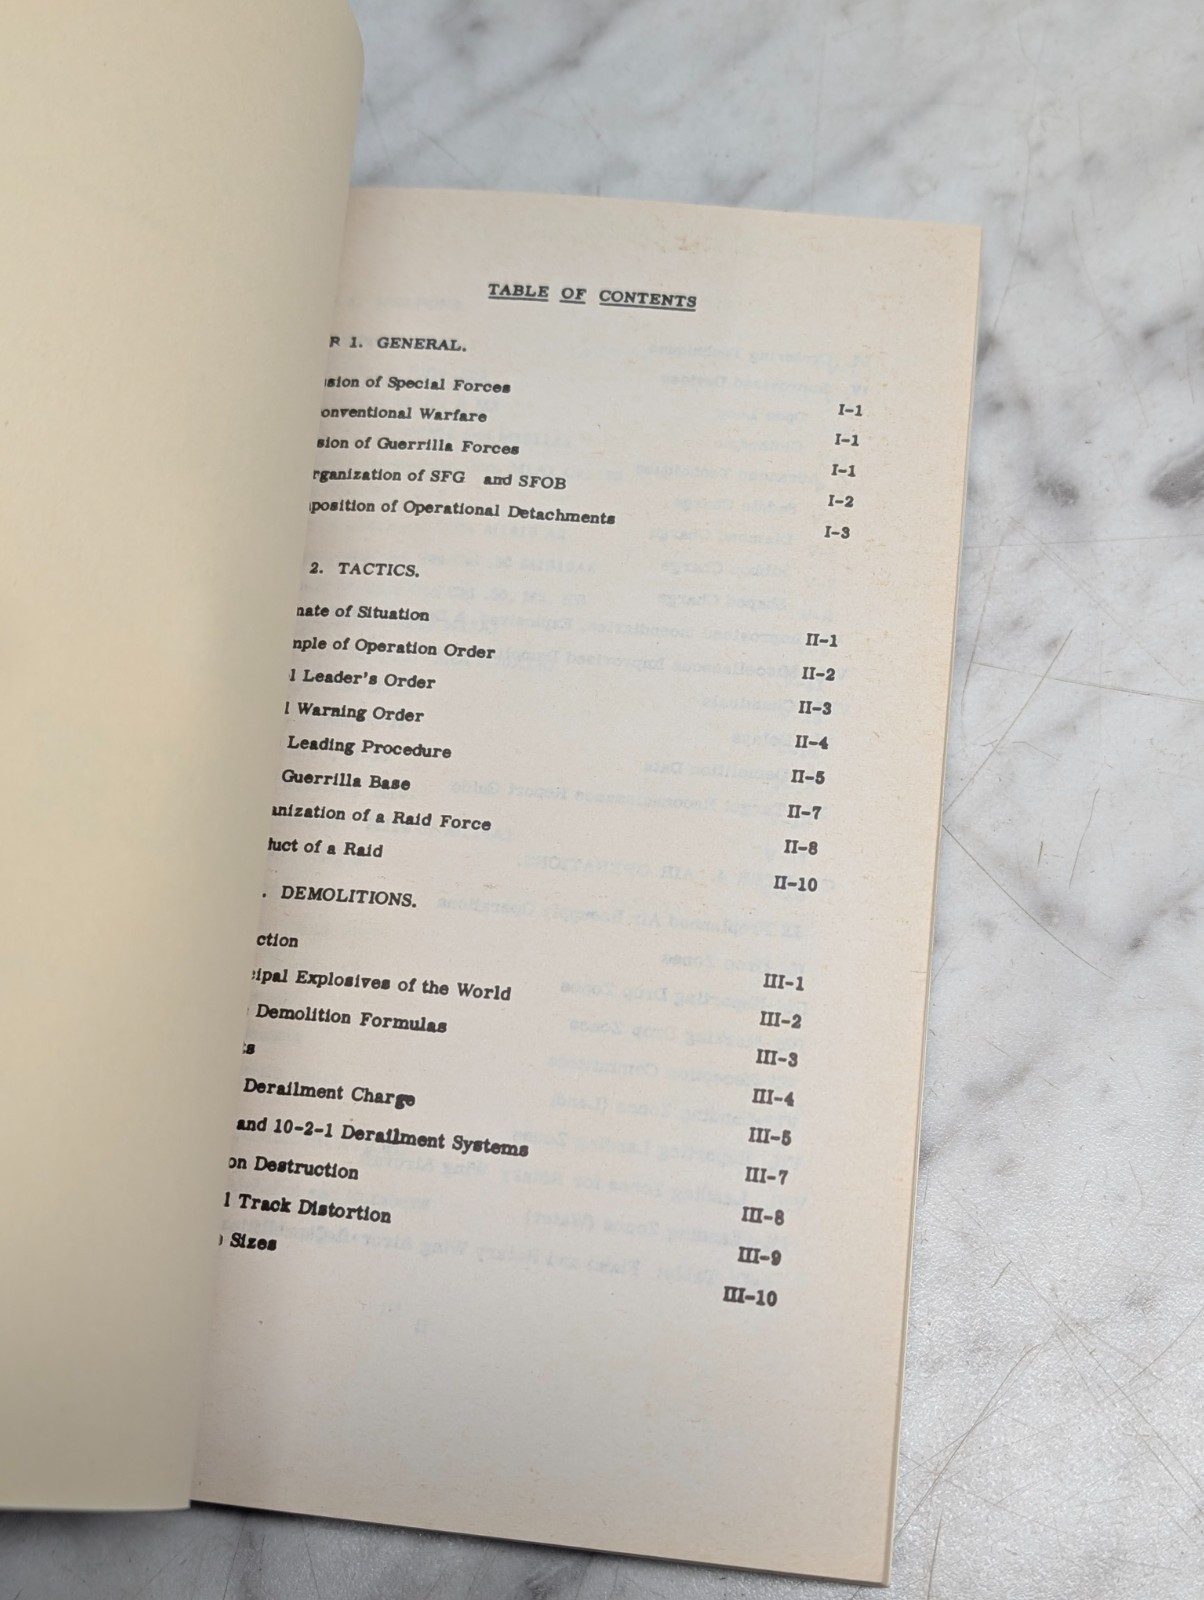 TABLE OF CONTENTS
R 1. GENERAL.
sion of Special Forces I-1
onventional Warfare I-1
sion of Guerrilla Forces I-1
rganization of SFG and SFOB I-2
position of Operational Detachments I-3
2. TACTICS.
nate of Situation II-1
mple of Operation Order II-2
l Leader's Order II-3
l Warning Order II-4
Leading Procedure II-5
Guerrilla Base II-7
nization of a Raid Force II-8
duct of a Raid II-10
. DEMOLITIONS.
ction III-1
cipal Explosives of the World III-2
Demolition Formulas III-3
ts III-4
Derailment Charge III-5
and 10-2-1 Derailment Systems III-7
on Destruction III-8
l Track Distortion III-9
Sizes III-10